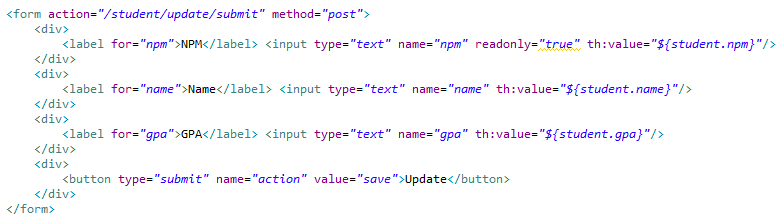 <form action="/student/update/submit" method="post">
    <div>
        <label for="npm">NPM</label> <input type="text" name="npm" readonly="true" th:value="${student.npm}"/>
    </div>
    <div>
        <label for="name">Name</label> <input type="text" name="name" th:value="${student.name}"/>
    </div>
    <div>
        <label for="gpa">GPA</label> <input type="text" name="gpa" th:value="${student.gpa}"/>
    </div>
    <div>
        <button type="submit" name="action" value="save">Update</button>
    </div>
</form>